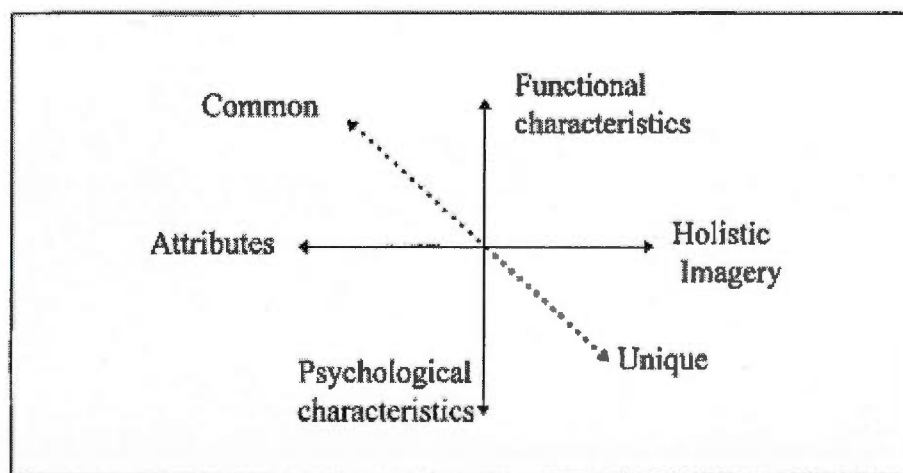 Functional
characteristics
Common
Attributes
Holistic
Imagery
Unique
Psychological
characteristics